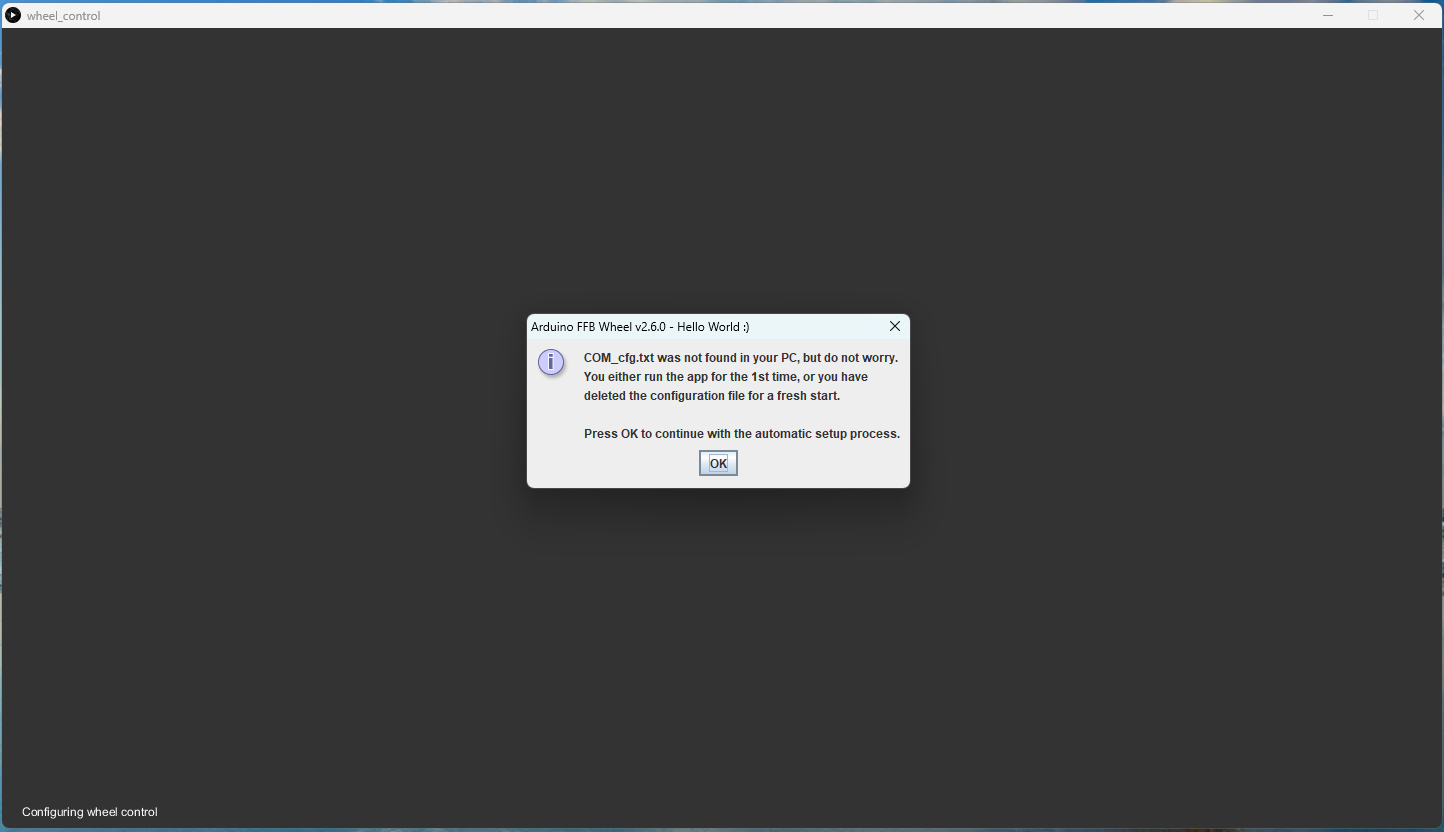 wheel_control
Arduino FFB Wheel v2.6.0 - Hello World :)
COM_cfg.txt was not found in your PC, but do not worry.
You either run the app for the 1st time, or you have
deleted the configuration file for a fresh start.
Press OK to continue with the automatic setup process.
OK
Configuring wheel control